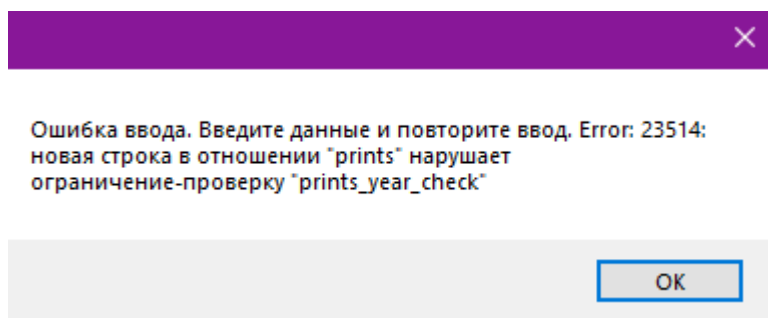 Ошибка ввода. Введите данные и повторите ввод. Error: 23514:
новая строка в отношении "prints" нарушает
ограничение-проверку "prints_year_check"
OK